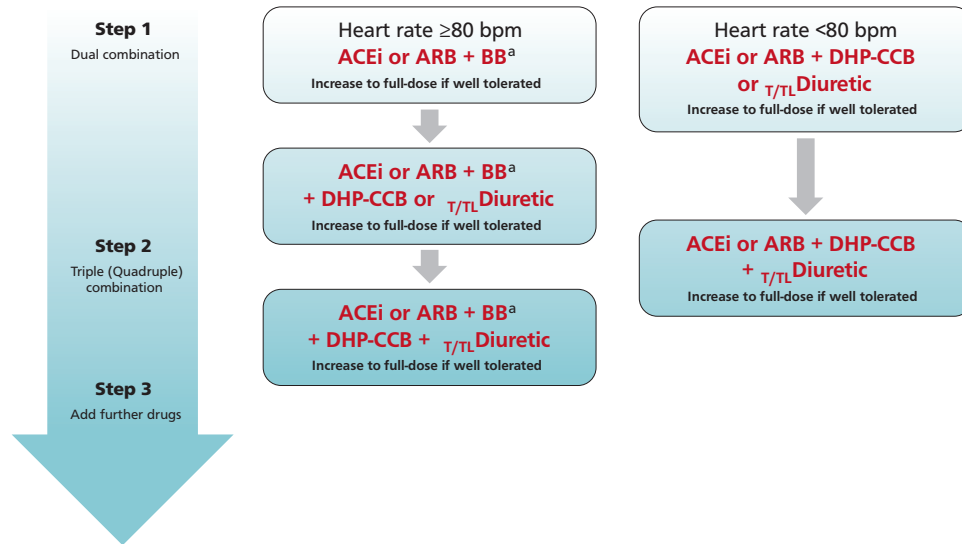 Step 1
Dual combination
Heart rate ≥80 bpm
ACEi or ARB + BBᵃ
Increase to full-dose if well tolerated
Heart rate <80 bpm
ACEi or ARB + DHP-CCB
or T/TLDiuretic
Increase to full-dose if well tolerated
ACEi or ARB + BBᵃ
+ DHP-CCB or T/TLDiuretic
Increase to full-dose if well tolerated
Step 2
Triple (Quadruple)
combination
ACEi or ARB + DHP-CCB
+ T/TLDiuretic
Increase to full-dose if well tolerated
ACEi or ARB + BBᵃ
+ DHP-CCB + T/TLDiuretic
Increase to full-dose if well tolerated
Step 3
Add further drugs